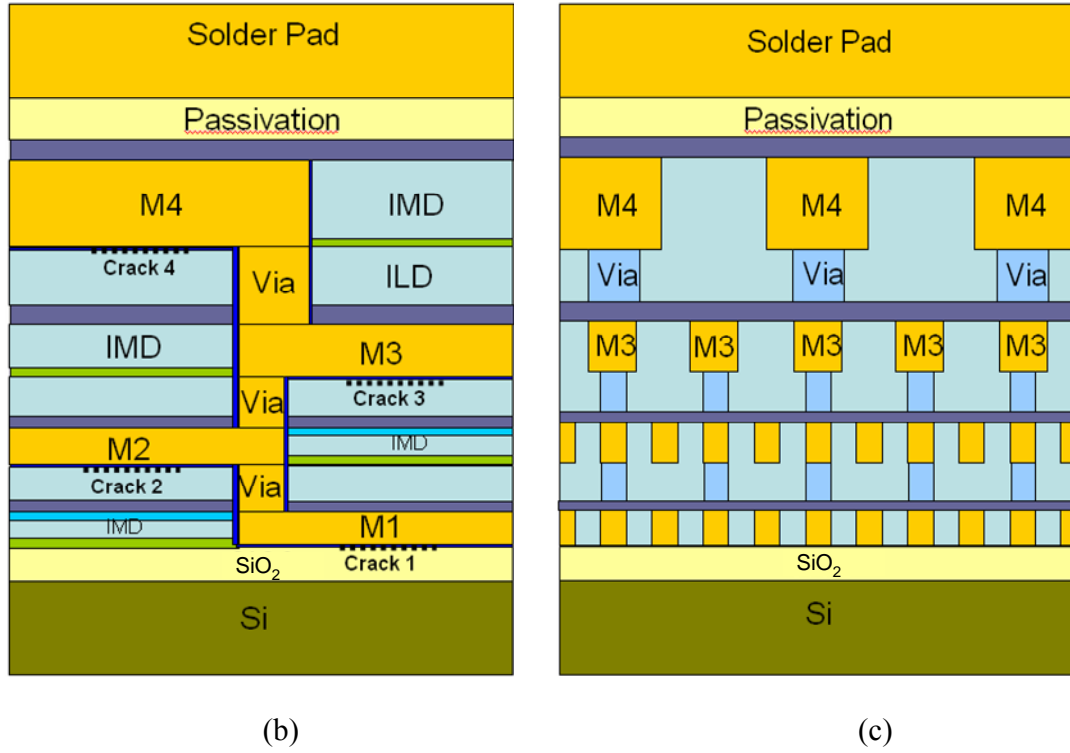 Solder Pad
Passivation
M4
IMD
Crack 4
Via
ILD
IMD
M3
Via
Crack 3
M2
IMD
Crack 2
Via
IMD
M1
SiO2
Crack 1
Si
(b)
Solder Pad
Passivation
M4 M4 M4
Via Via Via
M3 M3 M3 M3 M3
SiO2
Si
(c)